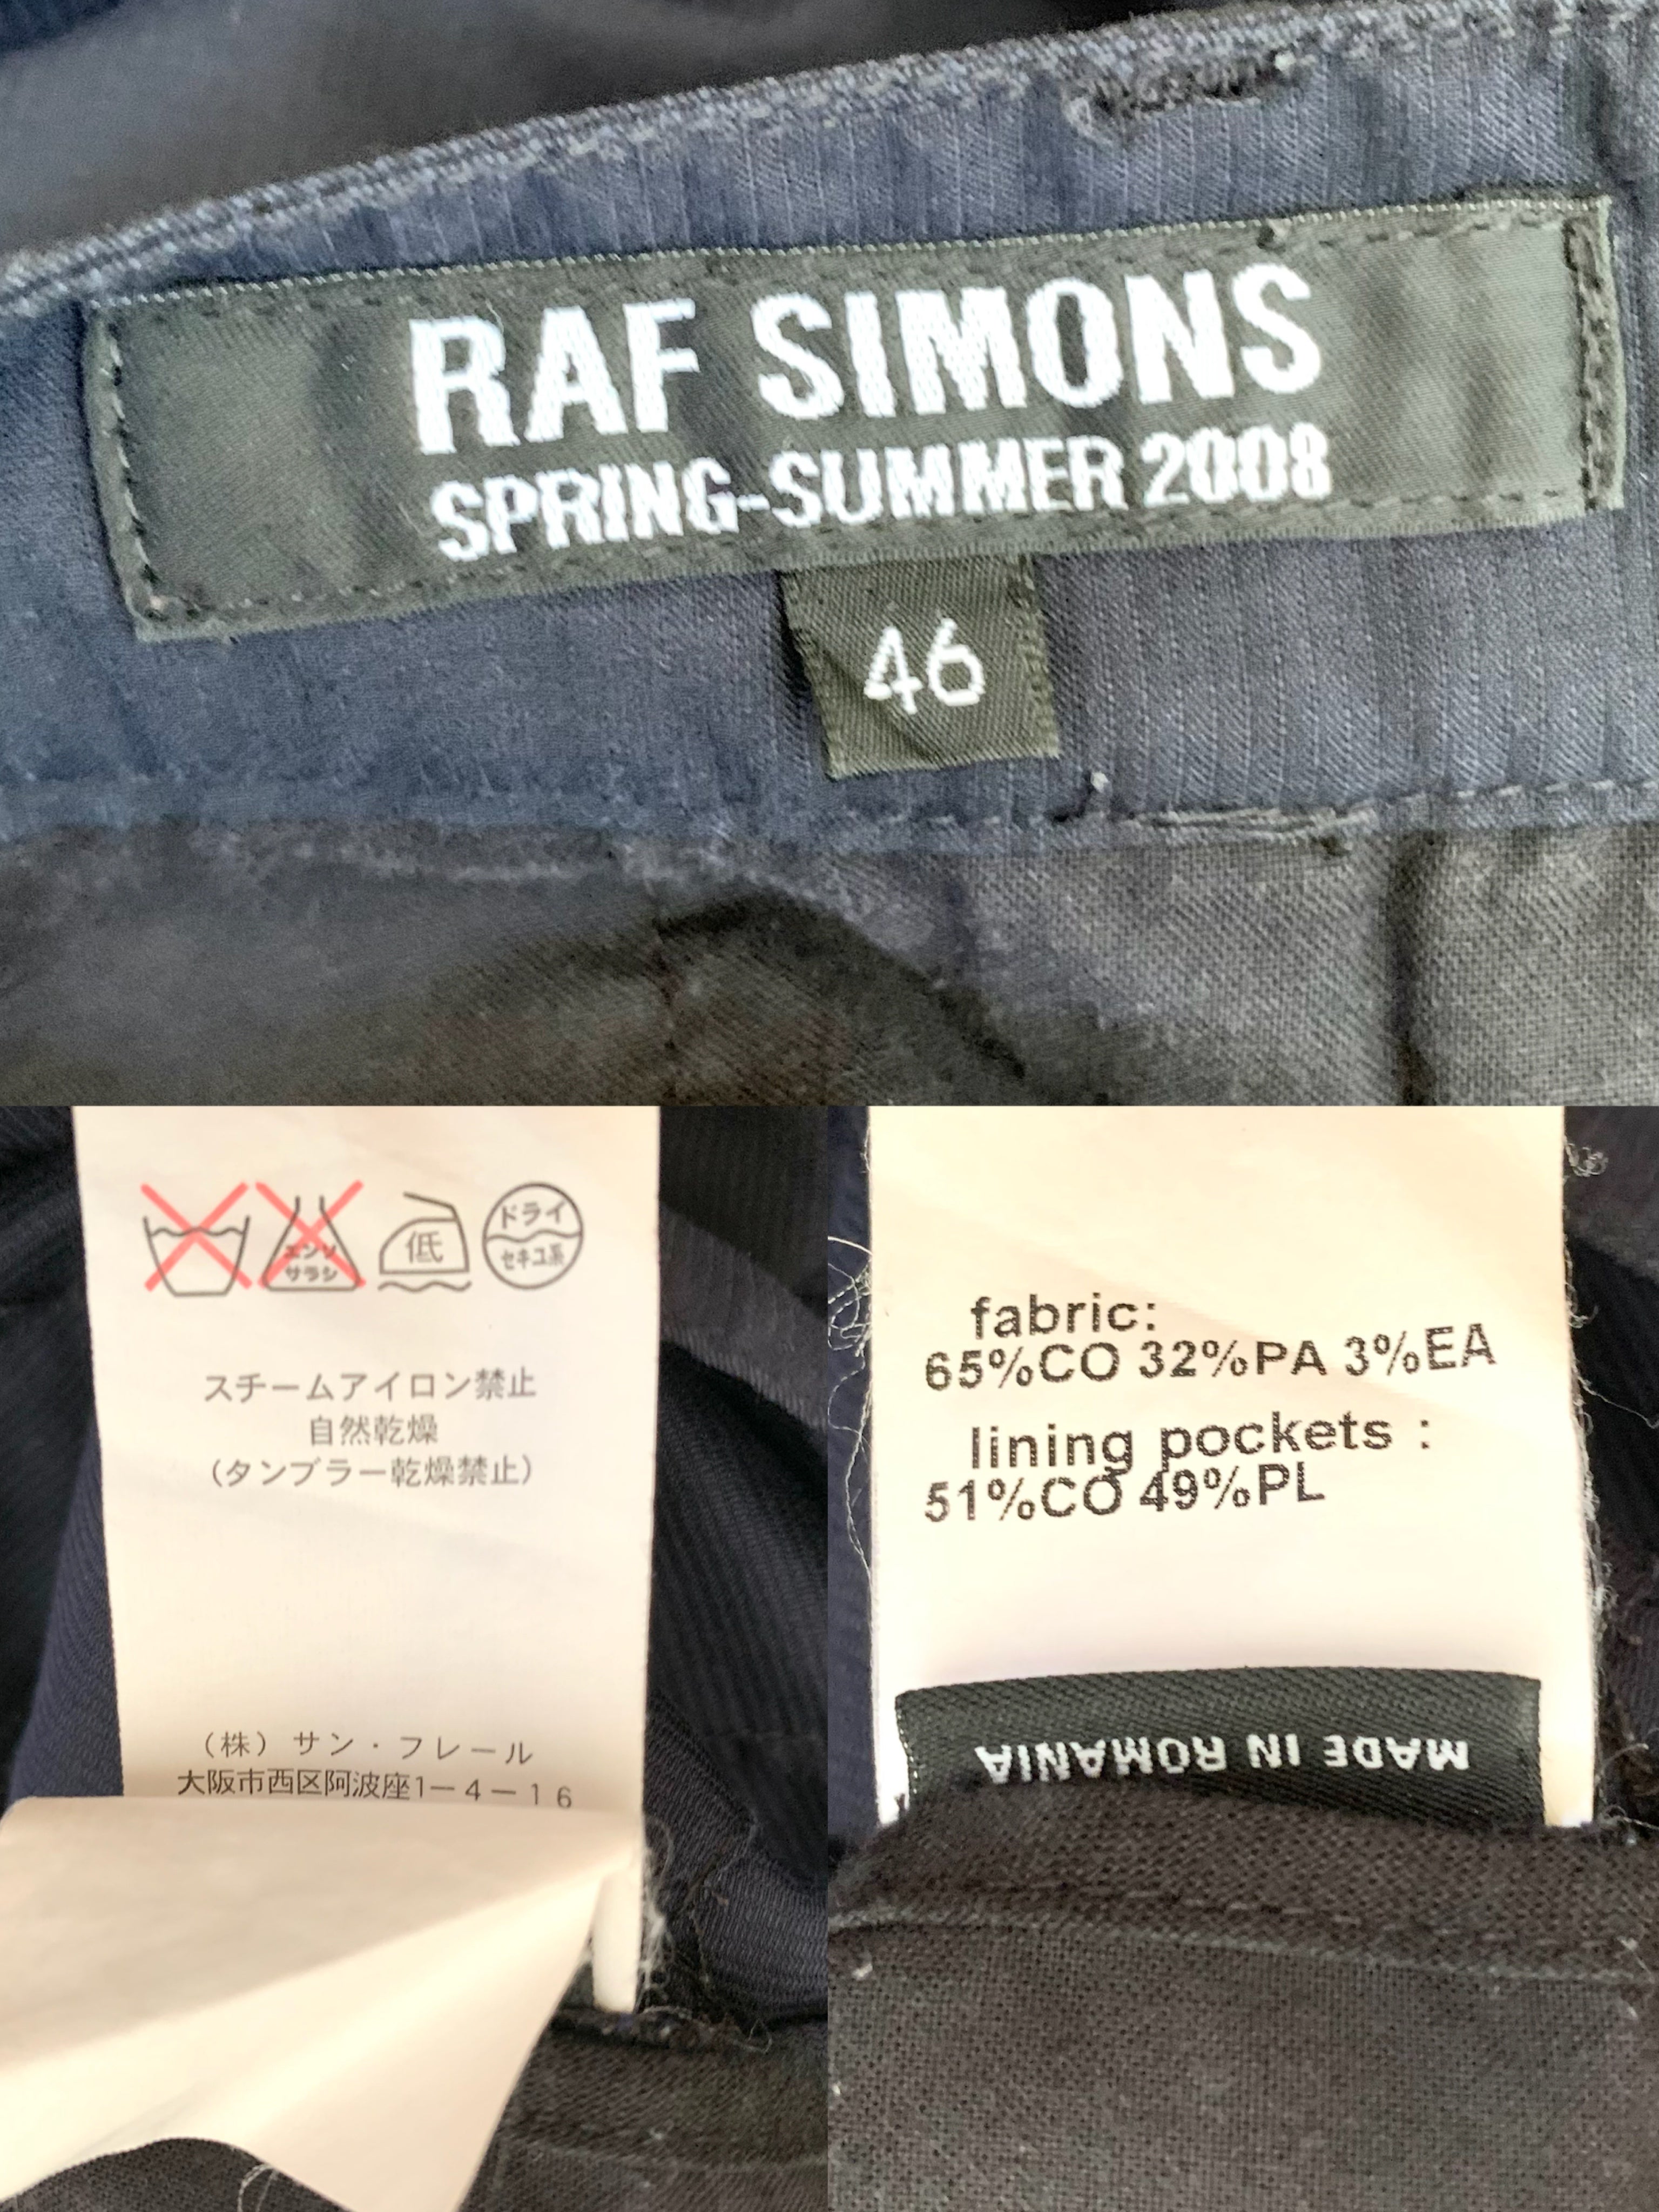 RAF SIMONS
SPRING-SUMMER 2008
46
エンソ
サラシ
低
ドライ
セキユ系
スチームアイロン禁止
自然乾燥
(タンブラー乾燥禁止)
(株) サン・フレール
大阪市西区阿波座1-4-16
fabric:
65%CO 32%PA 3%EA
lining pockets :
51%CO 49%PL
MADE IN ROMANIA